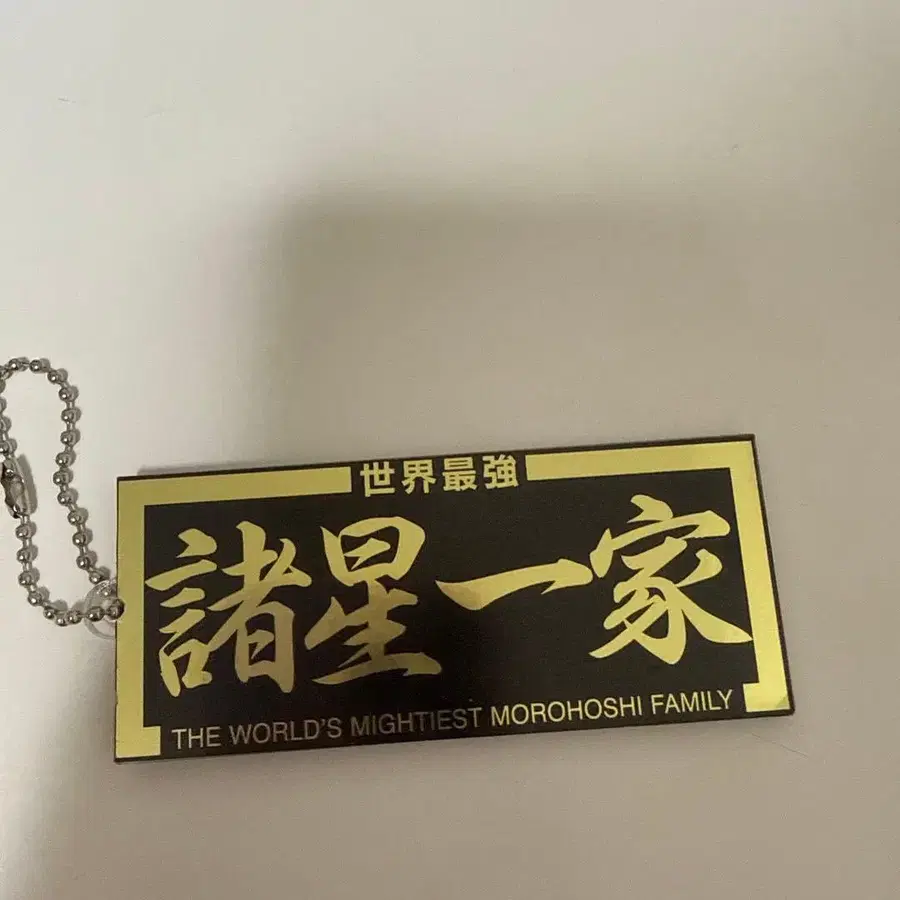 世界最強
諸星一家
THE WORLD'S MIGHTIEST MOROHOSHI FAMILY